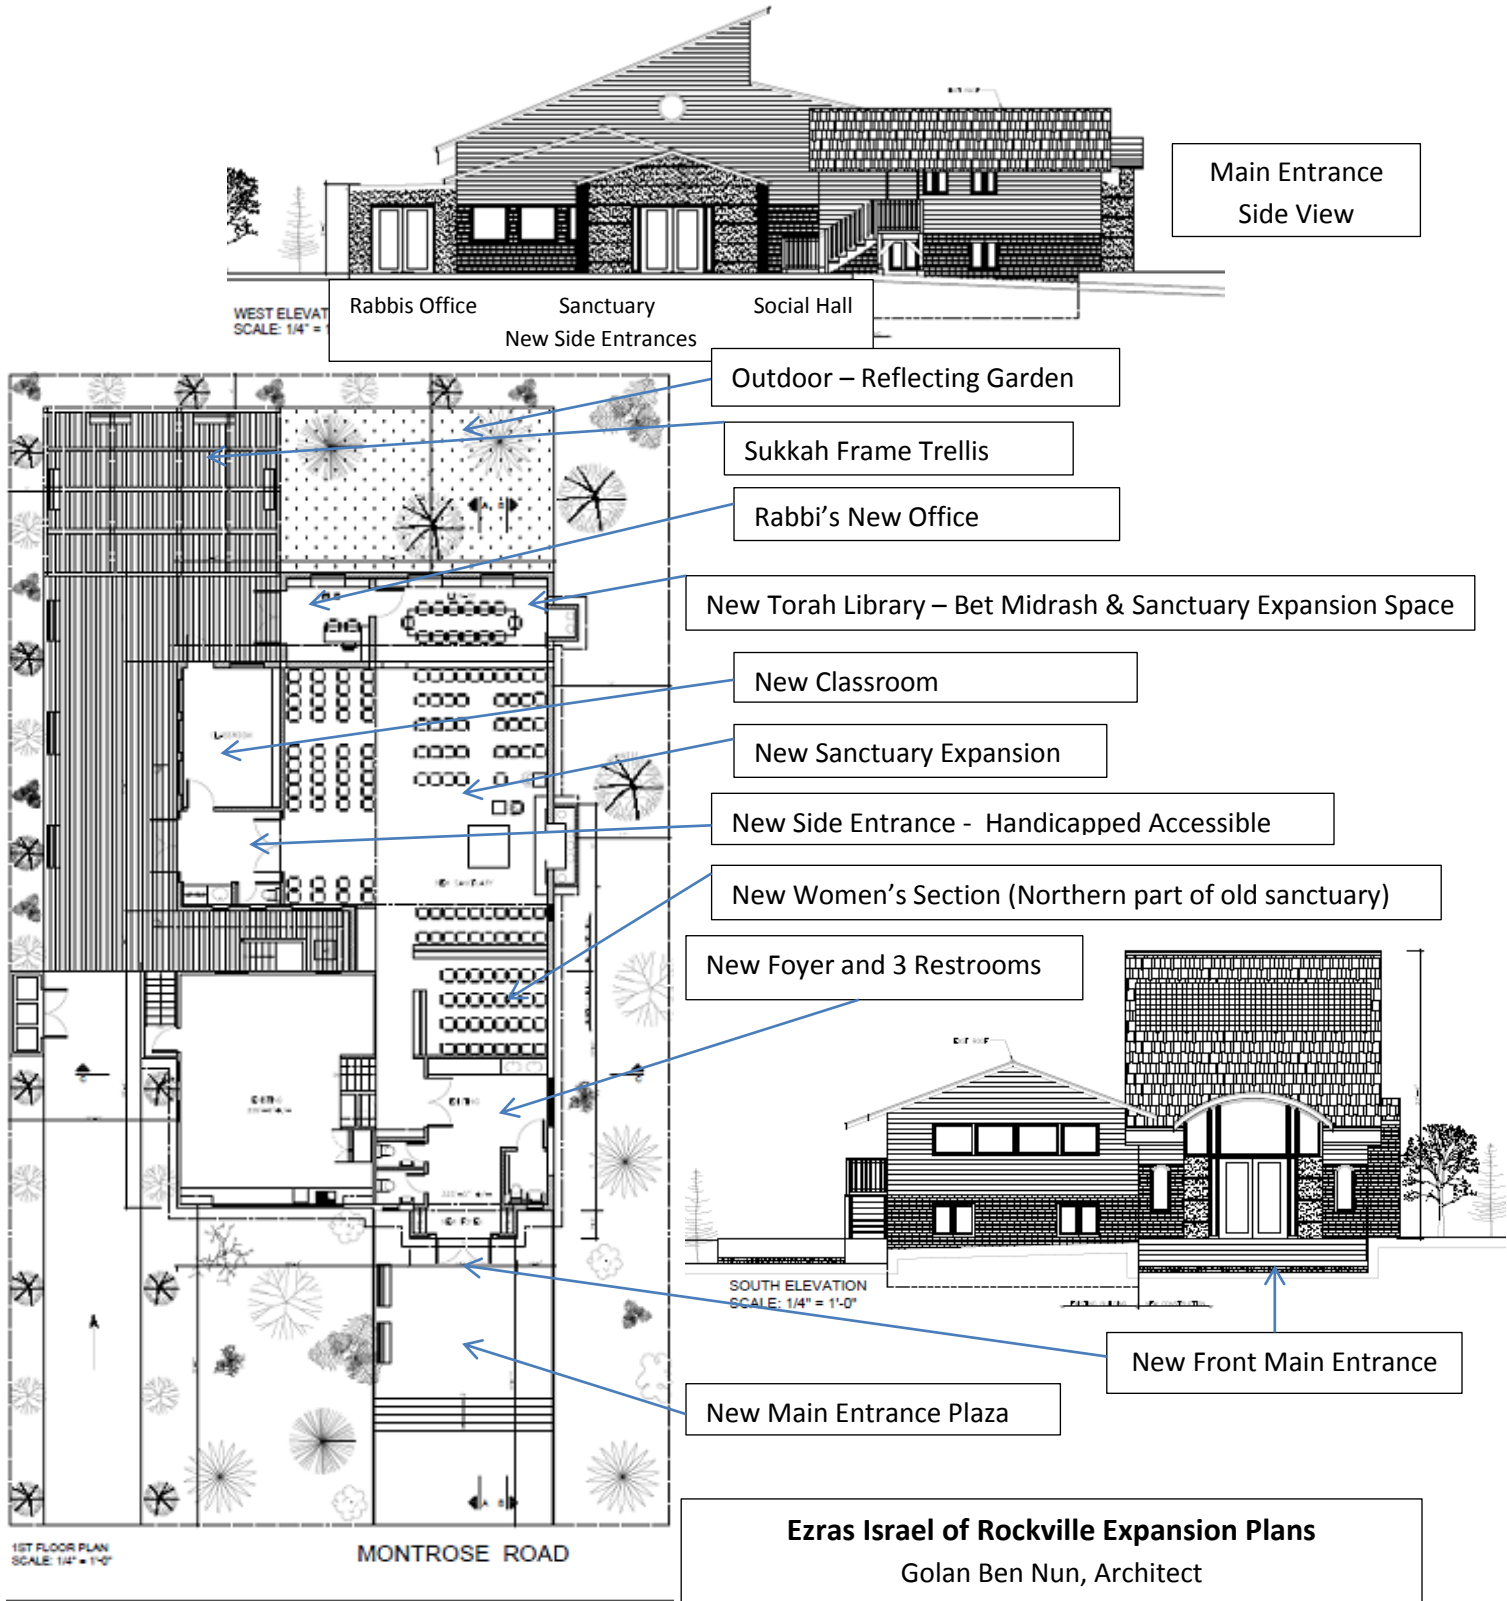 Main Entrance
Side View
WEST ELEVAT
SCALE: 1/4" = 1
Rabbis Office Sanctuary Social Hall
New Side Entrances
Outdoor – Reflecting Garden
Sukkah Frame Trellis
Rabbi's New Office
New Torah Library – Bet Midrash & Sanctuary Expansion Space
New Classroom
New Sanctuary Expansion
New Side Entrance - Handicapped Accessible
New Women's Section (Northern part of old sanctuary)
New Foyer and 3 Restrooms
SOUTH ELEVATION
SCALE: 1/4" = 1'-0"
New Front Main Entrance
New Main Entrance Plaza
A
1ST FLOOR PLAN
SCALE: 1/4" = 1'-0"
MONTROSE ROAD
Ezras Israel of Rockville Expansion Plans
Golan Ben Nun, Architect